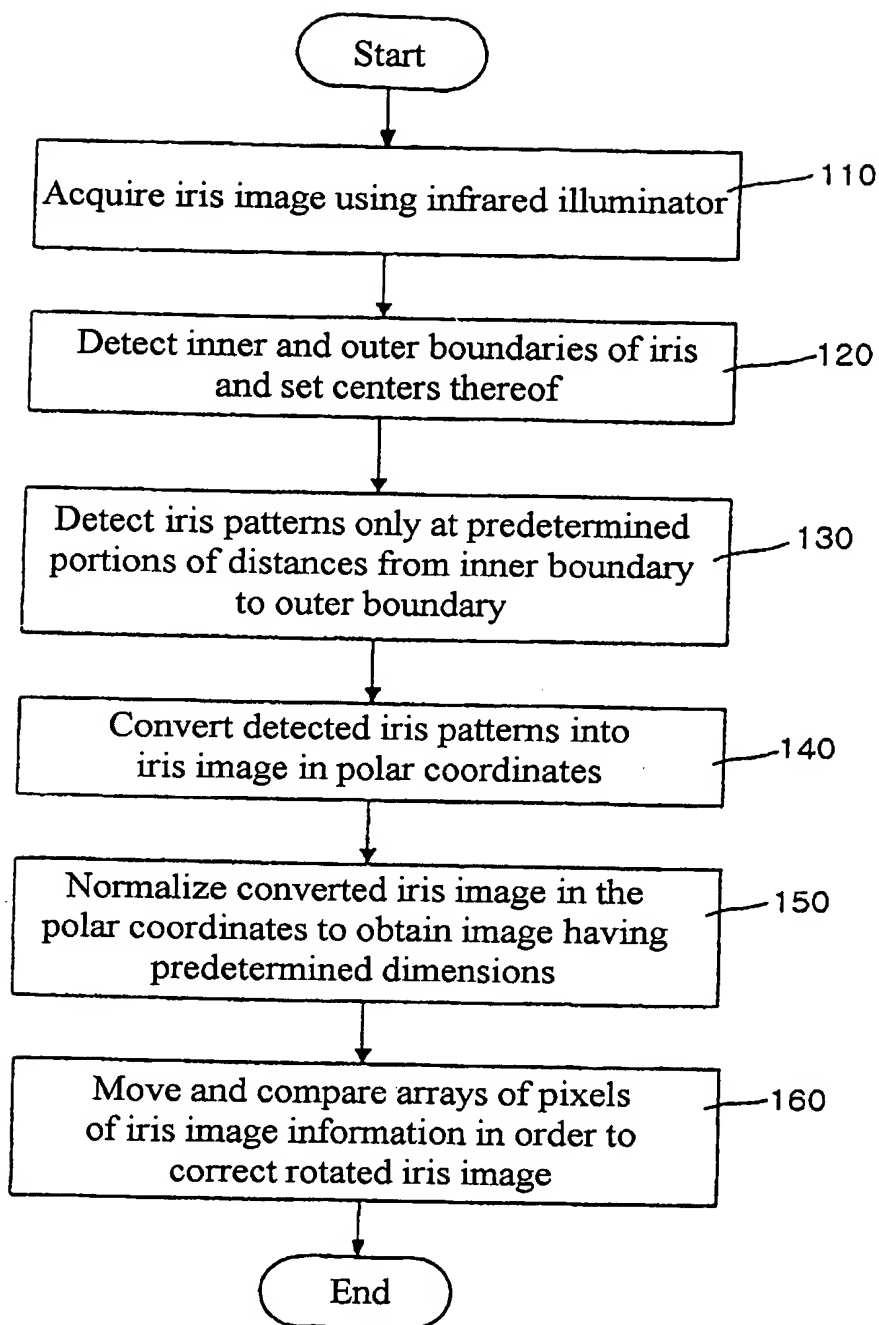 Start
Acquire iris image using infrared illuminator
110
Detect inner and outer boundaries of iris
and set centers thereof
120
Detect iris patterns only at predetermined
portions of distances from inner boundary
to outer boundary
130
Convert detected iris patterns into
iris image in polar coordinates
140
Normalize converted iris image in the
polar coordinates to obtain image having
predetermined dimensions
150
Move and compare arrays of pixels
of iris image information in order to
correct rotated iris image
160
End